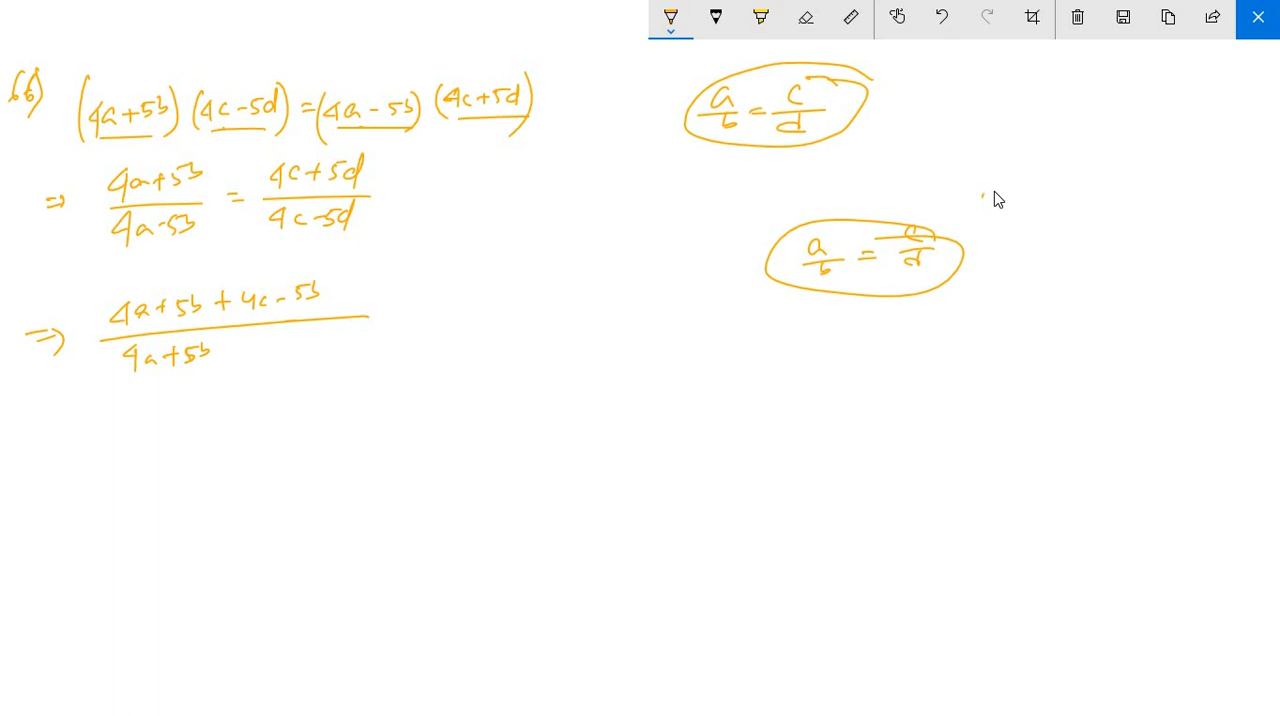 66) (4a+5b) (4c-5d) = (4a-5b) (4c+5d)
⇒ 4a+5b / 4a-5b = 4c+5d / 4c-5d
⇒ 4a+5b+4c-5b / 4a+5b
a/b = c/d
a/b = c/d